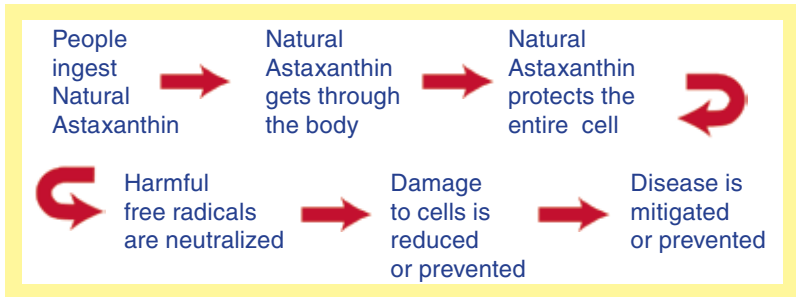 People
ingest
Natural
Astaxanthin
Natural
Astaxanthin
gets through
the body
Natural
Astaxanthin
protects the
entire cell
Harmful
free radicals
are neutralized
Damage
to cells is
reduced
or prevented
Disease is
mitigated
or prevented